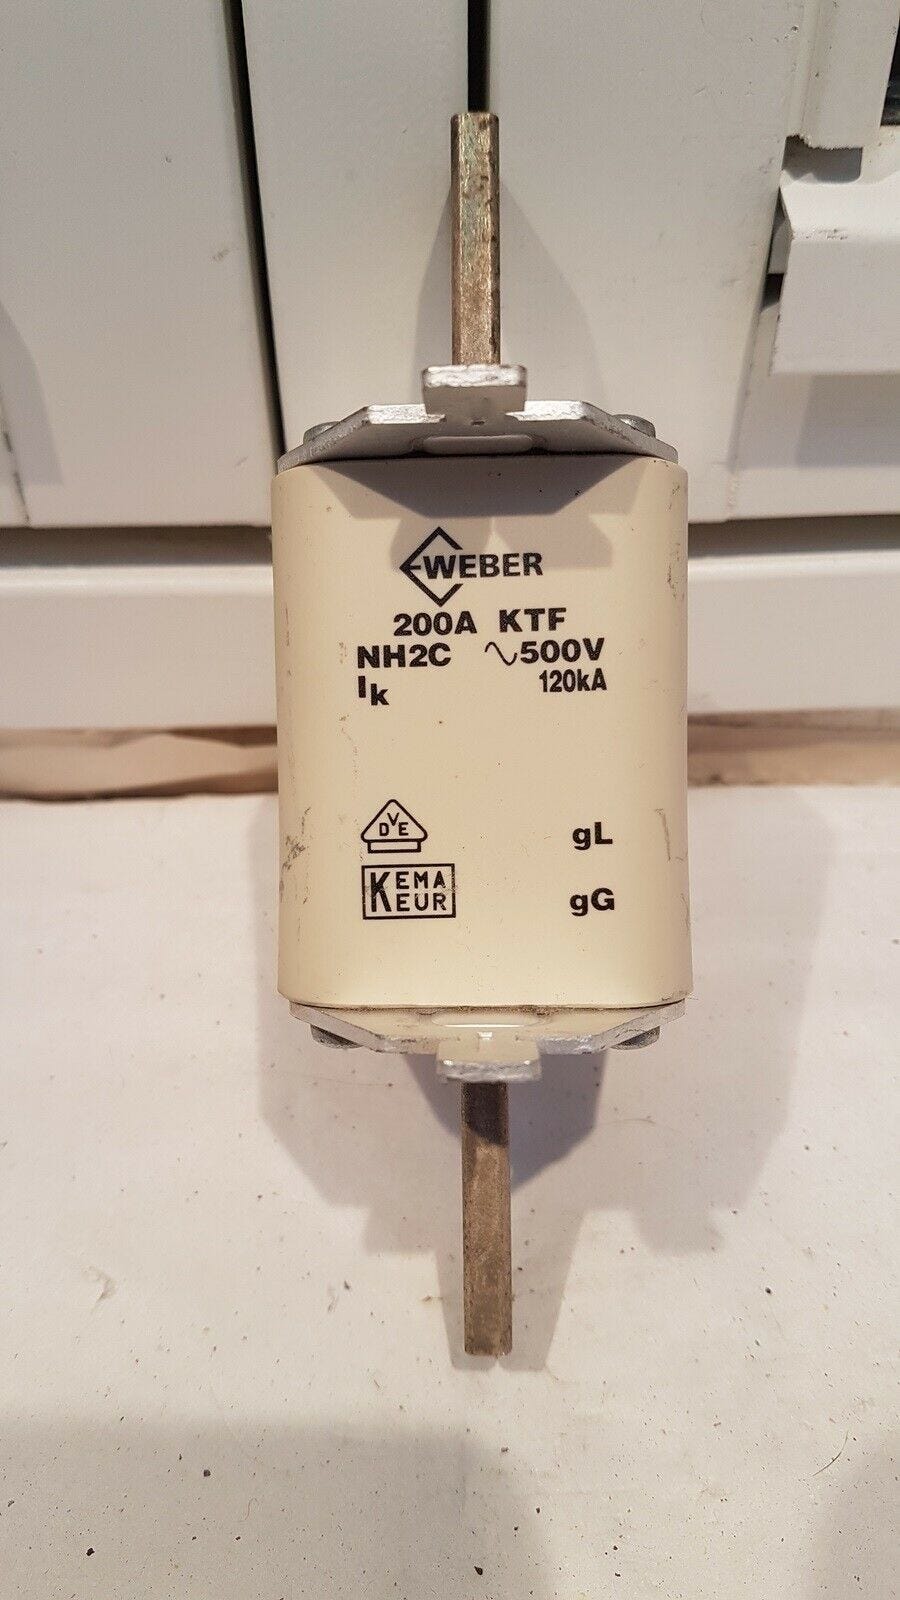 WEBER
200A KTF
NH2C ∿500V
Ik 120kA
DVE gL
KEMA
KEUR gG